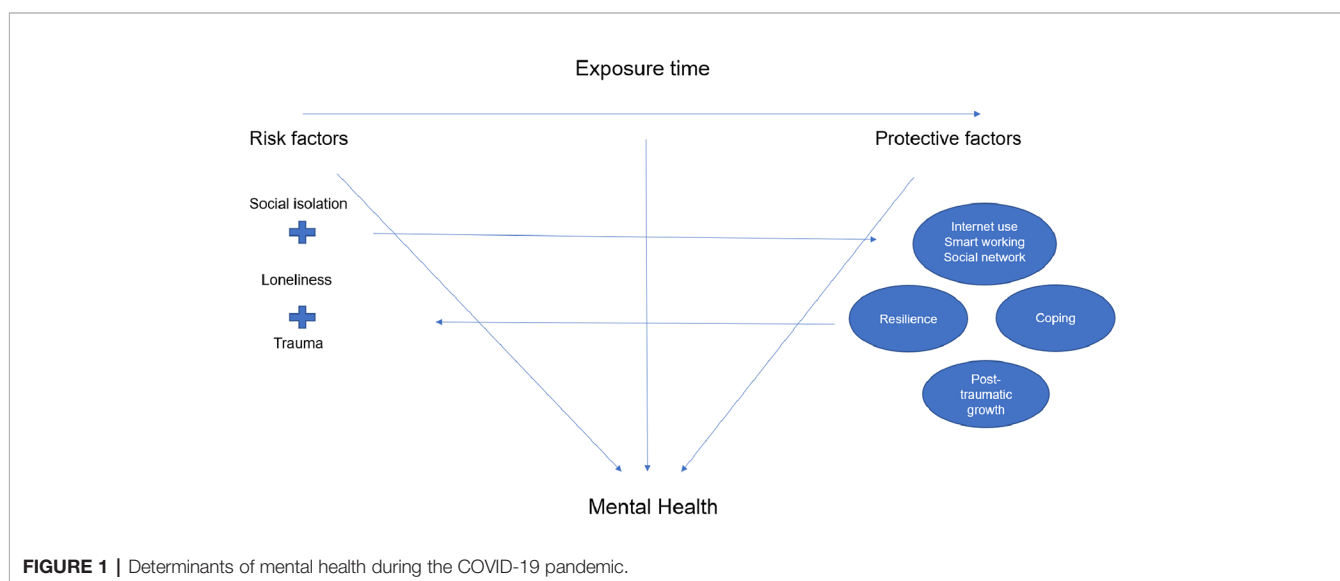 Exposure time
Risk factors
Protective factors
Social isolation
Loneliness
Trauma
Internet use
Smart working
Social network
Resilience
Coping
Post-
traumatic
growth
Mental Health
FIGURE 1 | Determinants of mental health during the COVID-19 pandemic.